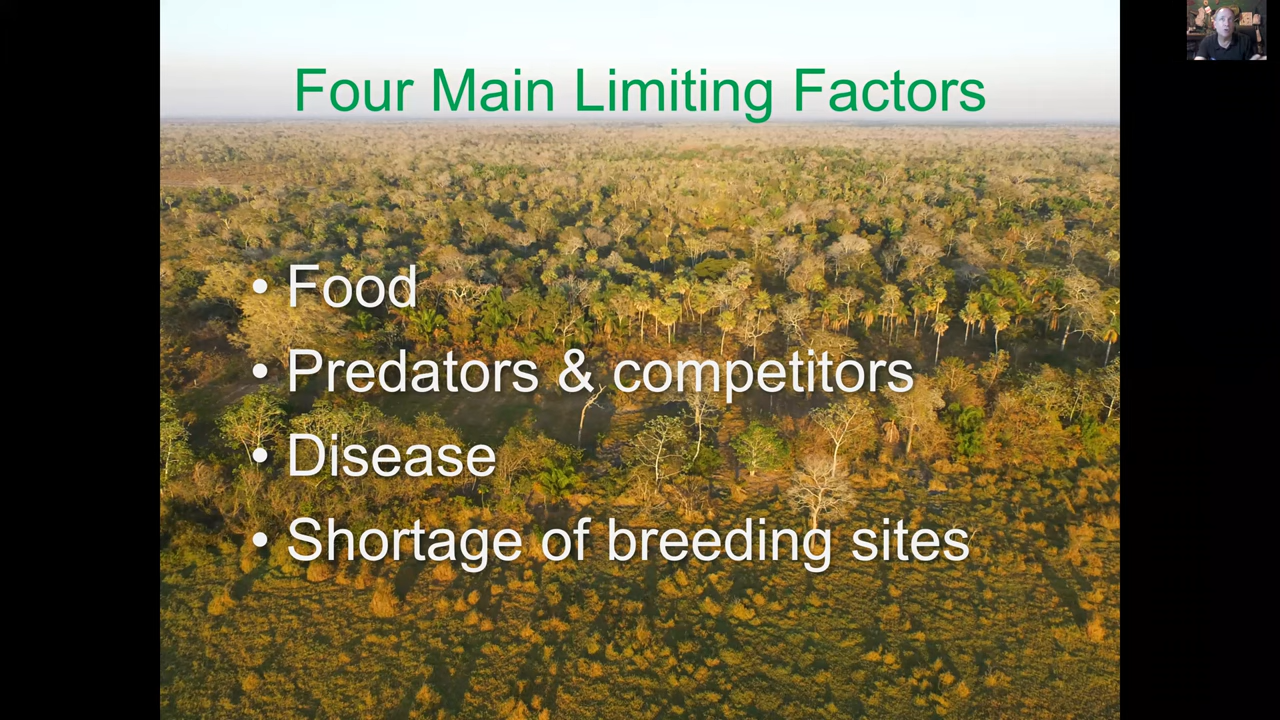 Four Main Limiting Factors
• Food
• Predators & competitors
• Disease
• Shortage of breeding sites